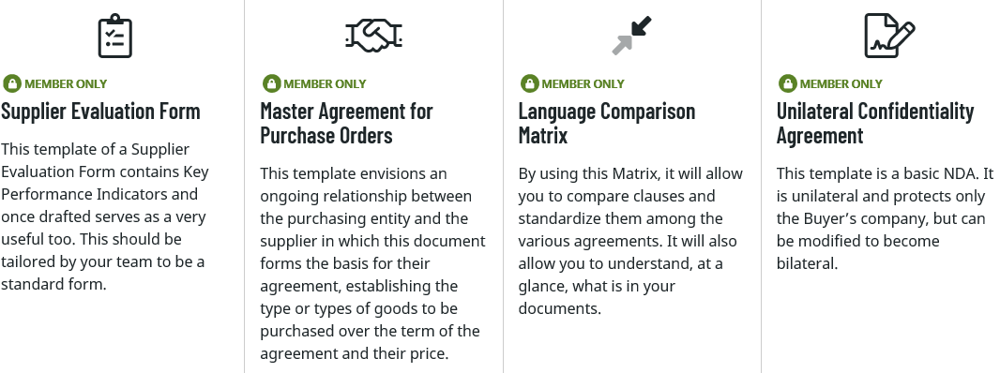 MEMBER ONLY
Supplier Evaluation Form
This template of a Supplier
Evaluation Form contains Key
Performance Indicators and
once drafted serves as a very
useful too. This should be
tailored by your team to be a
standard form.
MEMBER ONLY
Master Agreement for
Purchase Orders
This template envisions an
ongoing relationship between
the purchasing entity and the
supplier in which this document
forms the basis for their
agreement, establishing the
type or types of goods to be
purchased over the term of the
agreement and their price.
MEMBER ONLY
Language Comparison
Matrix
By using this Matrix, it will allow
you to compare clauses and
standardize them among the
various agreements. It will also
allow you to understand, at a
glance, what is in your
documents.
MEMBER ONLY
Unilateral Confidentiality
Agreement
This template is a basic NDA. It
is unilateral and protects only
the Buyer’s company, but can
be modified to become
bilateral.